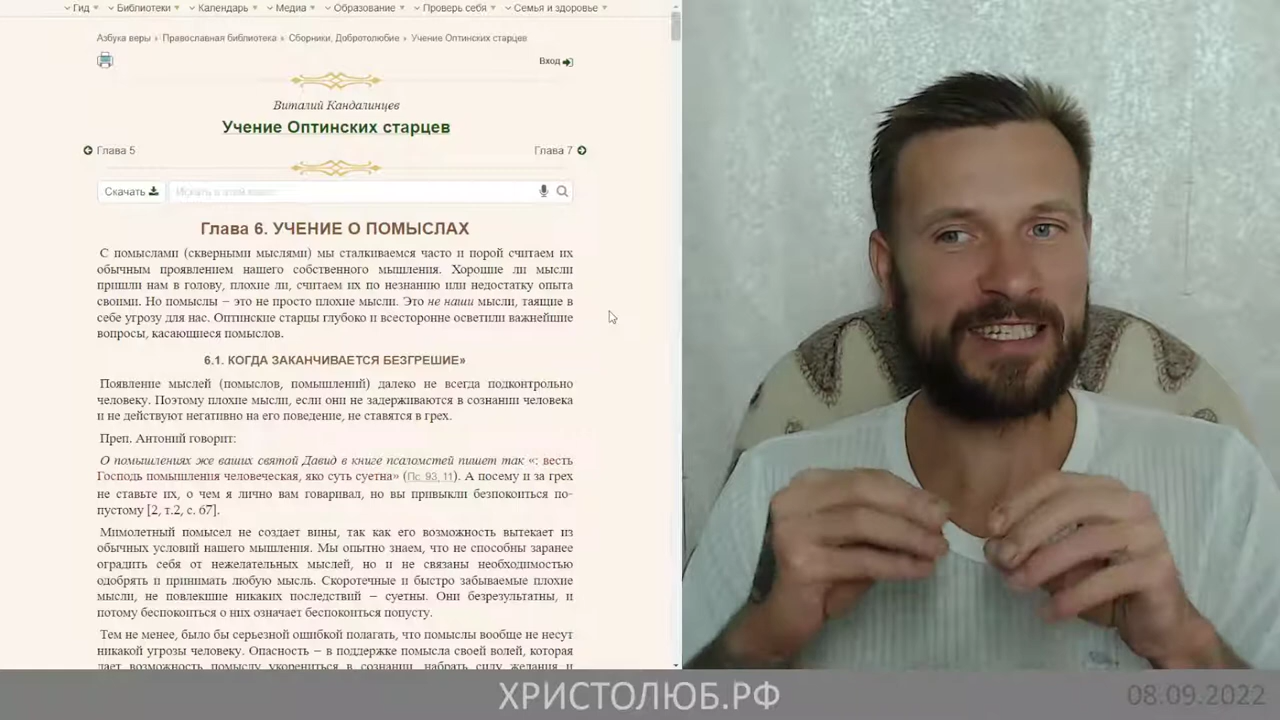 Гид Библиотеки Календарь Медиа Образование Проверь себя Семья и здоровье
Азбука веры Православная библиотека Сборники, Добротолюбие Учение Оптинских старцев
Вход
Виталий Кандалинцев
Учение Оптинских старцев
Глава 5 Глава 7
Скачать Искать в этой книге
Глава 6. УЧЕНИЕ О ПОМЫСЛАХ
С помыслами (скверными мыслями) мы сталкиваемся часто и порой считаем их
обычным проявлением нашего собственного мышления. Хорошие ли мысли
пришли нам в голову, плохие ли, считаем их по незнанию или недостатку опыта
своими. Но помыслы – это не просто плохие мысли. Это не наши мысли, таящие в
себе угрозу для нас. Оптинские старцы глубоко и всесторонне осветили важнейшие
вопросы, касающиеся помыслов.
6.1. КОГДА ЗАКАНЧИВАЕТСЯ БЕЗГРЕШИЕ»
Появление мыслей (помыслов, помышлений) далеко не всегда подконтрольно
человеку. Поэтому плохие мысли, если они не задерживаются в сознании человека
и не действуют негативно на его поведение, не ставятся в грех.
Преп. Антоний говорит:
О помышлениях же ваших святой Давид в книге псаломстей пишет так «: весть
Господь помышления человеческая, яко суть суетна» (Пс. 93, 11). А посему и за грех
не ставьте их, о чем я лично вам говаривал, но вы привыкли безпокоиться по-
пустому [2, т.2, с. 67].
Мимолетный помысел не создает вины, так как его возможность вытекает из
обычных условий нашего мышления. Мы опытно знаем, что не способны заранее
оградить себя от нежелательных мыслей, но и не связаны необходимостью
одобрять и принимать любую мысль. Скоротечные и быстро забываемые плохие
мысли, не повлекшие никаких последствий – суетны. Они безрезультатны, и
потому беспокоиться о них означает беспокоиться попусту.
Тем не менее, было бы серьезной ошибкой полагать, что помыслы вообще не несут
никакой угрозы человеку. Опасность – в поддержке помысла своей волей, которая
дает возможность помыслу укорениться в сознании, набрать силу желания и
ХРИСТОЛЮБ.РФ
08.09.2022